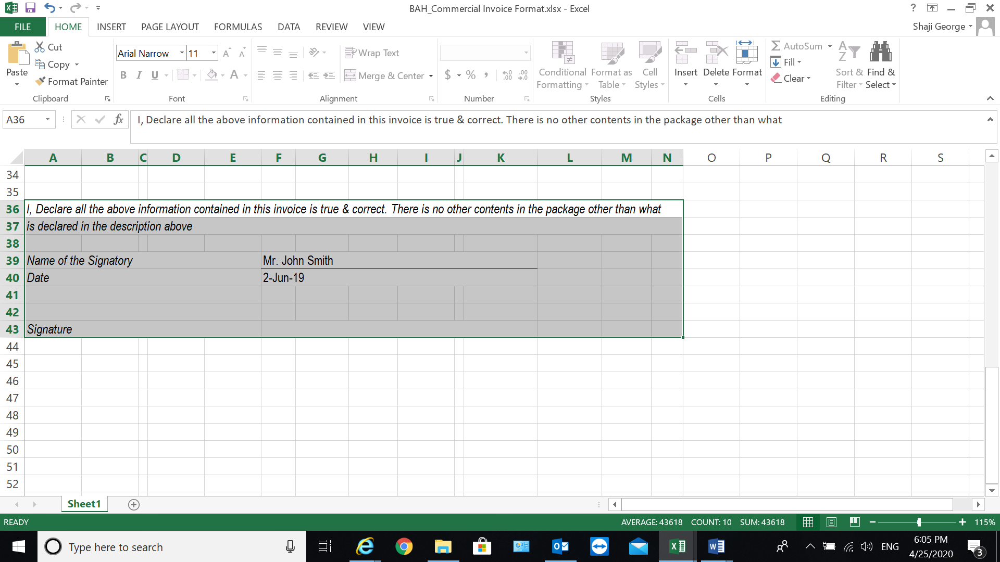 BAH_Commercial Invoice Format.xlsx - Excel
?
FILE HOME INSERT PAGE LAYOUT FORMULAS DATA REVIEW VIEW
Shaji George
Paste
Cut
Copy
Format Painter
Clipboard
Arial Narrow 11
A A
B I U A
Font
Wrap Text
Merge & Center
Alignment
$ % , .0 .00 .00 .0
Number
Conditional Formatting
Format as Table
Cell Styles
Styles
Insert Delete Format
Cells
Σ AutoSum
Fill
Clear
Sort & Filter
Find & Select
Editing
A36
fx
I, Declare all the above information contained in this invoice is true & correct. There is no other contents in the package other than what
A B C D E F G H I J K L M N O P Q R S
34
35
36 I, Declare all the above information contained in this invoice is true & correct. There is no other contents in the package other than what
37 is declared in the description above
38
39 Name of the Signatory Mr. John Smith
40 Date 2-Jun-19
41
42
43 Signature
44
45
46
47
48
49
50
51
52
Sheet1
READY
AVERAGE: 43618 COUNT: 10 SUM: 43618
115%
Type here to search
ENG
6:05 PM
4/25/2020
3